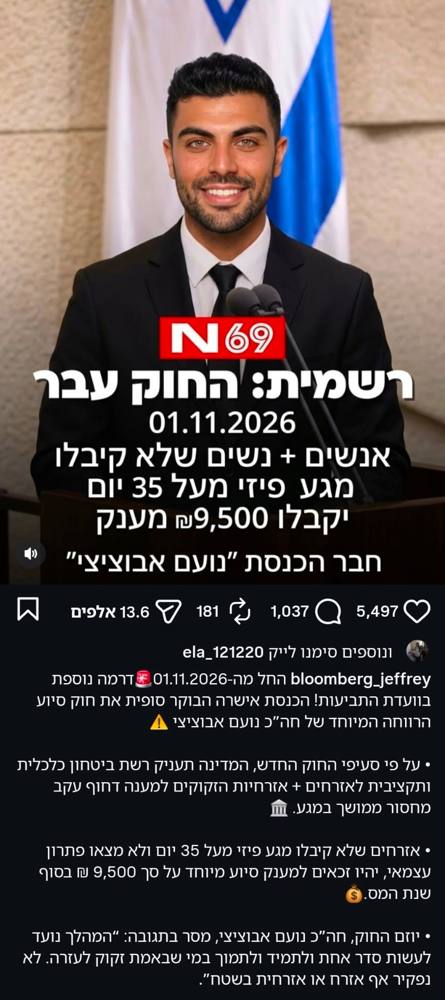 N69
רשמית: החוק עבר
01.11.2026
אנשים + נשים שלא קיבלו
מגע פיזי מעל 35 יום
יקבלו 9,500₪ מענק
חבר הכנסת "נועם אבוציצי"
5,497 1,037 181 13.6 אלפים
ela_121220 ונוספים סימנו לייק
bloomberg_jeffrey החל מה-01.11.2026🚨דרמה נוספת
בוועדת התביעות! הכנסת אישרה הבוקר סופית את חוק סיוע
הרווחה המיוחד של חה"כ נועם אבוציצי ⚠️
• על פי סעיפי החוק החדש, המדינה תעניק רשת ביטחון כלכלית
ותקציבית לאזרחים + אזרחיות הזקוקים למענה דחוף עקב
מחסור ממושך במגע. 🏛️
• אזרחים שלא קיבלו מגע פיזי מעל 35 יום ולא מצאו פתרון
עצמאי, יהיו זכאים למענק סיוע מיוחד על סך 9,500 ₪ בסוף
שנת המס.💰
• יוזם החוק, חה"כ נועם אבוציצי, מסר בתגובה: "המהלך נועד
לעשות סדר אחת ולתמיד ולתמוך במי שבאמת זקוק לעזרה. לא
נפקיר אף אזרח או אזרחית בשטח".